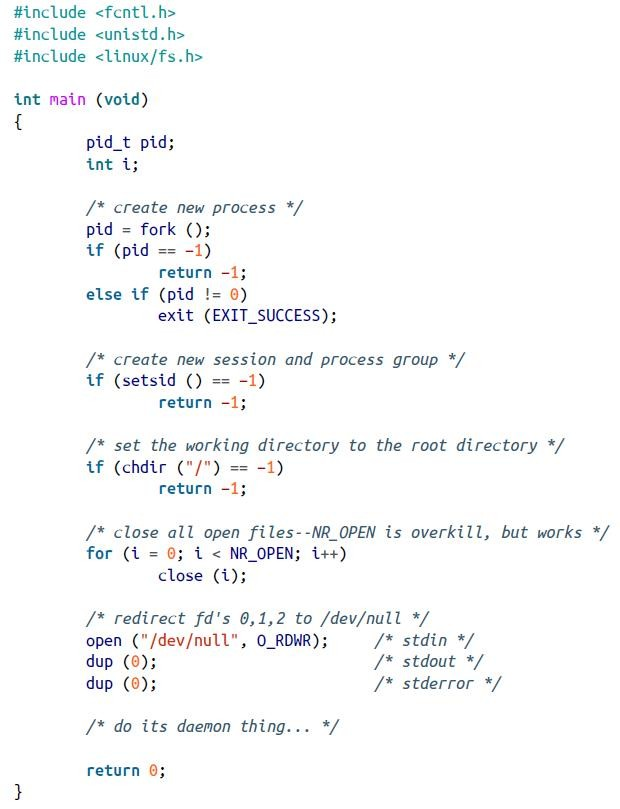 #include <fcntl.h>
#include <unistd.h>
#include <linux/fs.h>

int main (void)
{
        pid_t pid;
        int i;

        /* create new process */
        pid = fork ();
        if (pid == -1)
                return -1;
        else if (pid != 0)
                exit (EXIT_SUCCESS);

        /* create new session and process group */
        if (setsid () == -1)
                return -1;

        /* set the working directory to the root directory */
        if (chdir ("/") == -1)
                return -1;

        /* close all open files--NR_OPEN is overkill, but works */
        for (i = 0; i < NR_OPEN; i++)
                close (i);

        /* redirect fd's 0,1,2 to /dev/null */
        open ("/dev/null", O_RDWR);     /* stdin */
        dup (0);                        /* stdout */
        dup (0);                        /* stderror */

        /* do its daemon thing... */

        return 0;
}